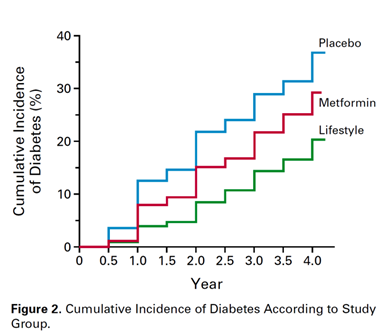 40
30
20
10
0
Cumulative Incidence
of Diabetes (%)
Placebo
Metformin
Lifestyle
0 0.5 1.0 1.5 2.0 2.5 3.0 3.5 4.0
Year
Figure 2. Cumulative Incidence of Diabetes According to Study
Group.